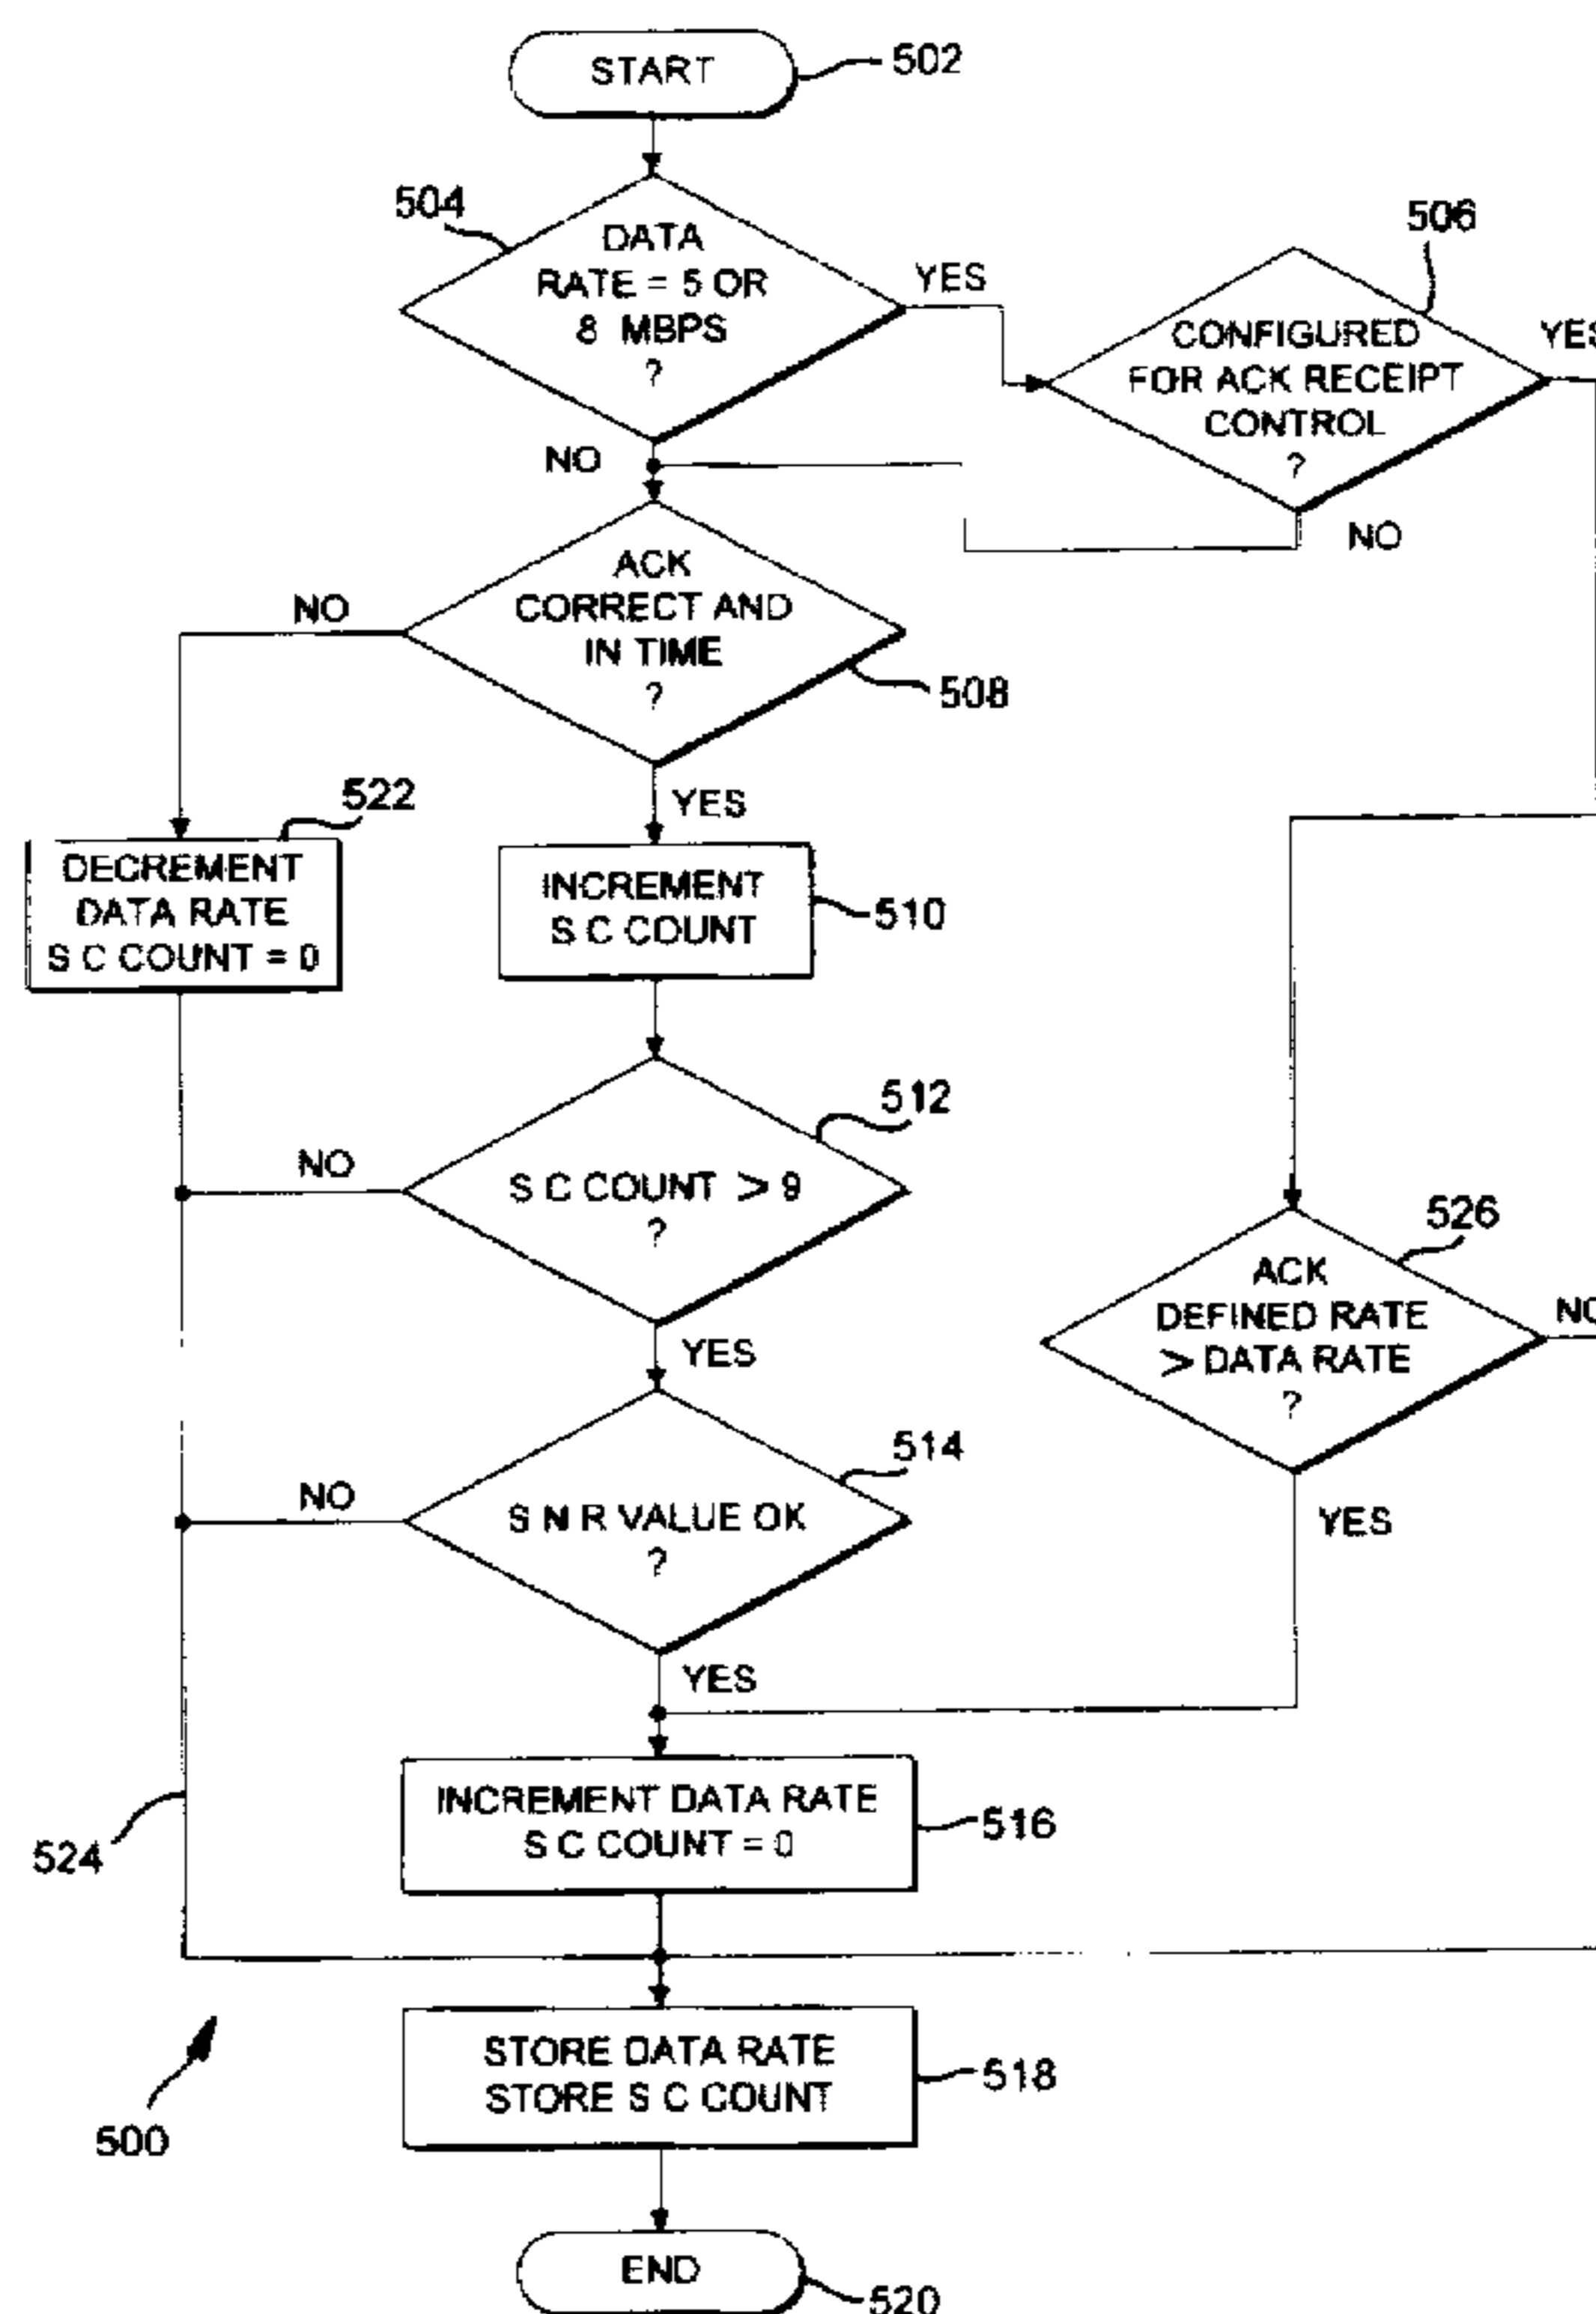 START
502
504
DATA
RATE = 5 OR
8 MBPS
?
YES
NO
506
CONFIGURED
FOR ACK RECEIPT
CONTROL
?
YES
NO
ACK
CORRECT AND
IN TIME
?
508
NO
YES
522
DECREMENT
DATA RATE
S C COUNT = 0
INCREMENT
S C COUNT
510
512
S C COUNT > 9
?
NO
YES
526
ACK
DEFINED RATE
> DATA RATE
?
NO
YES
514
S N R VALUE OK
?
NO
YES
INCREMENT DATA RATE
S C COUNT = 0
516
524
STORE DATA RATE
STORE S C COUNT
518
500
END
520